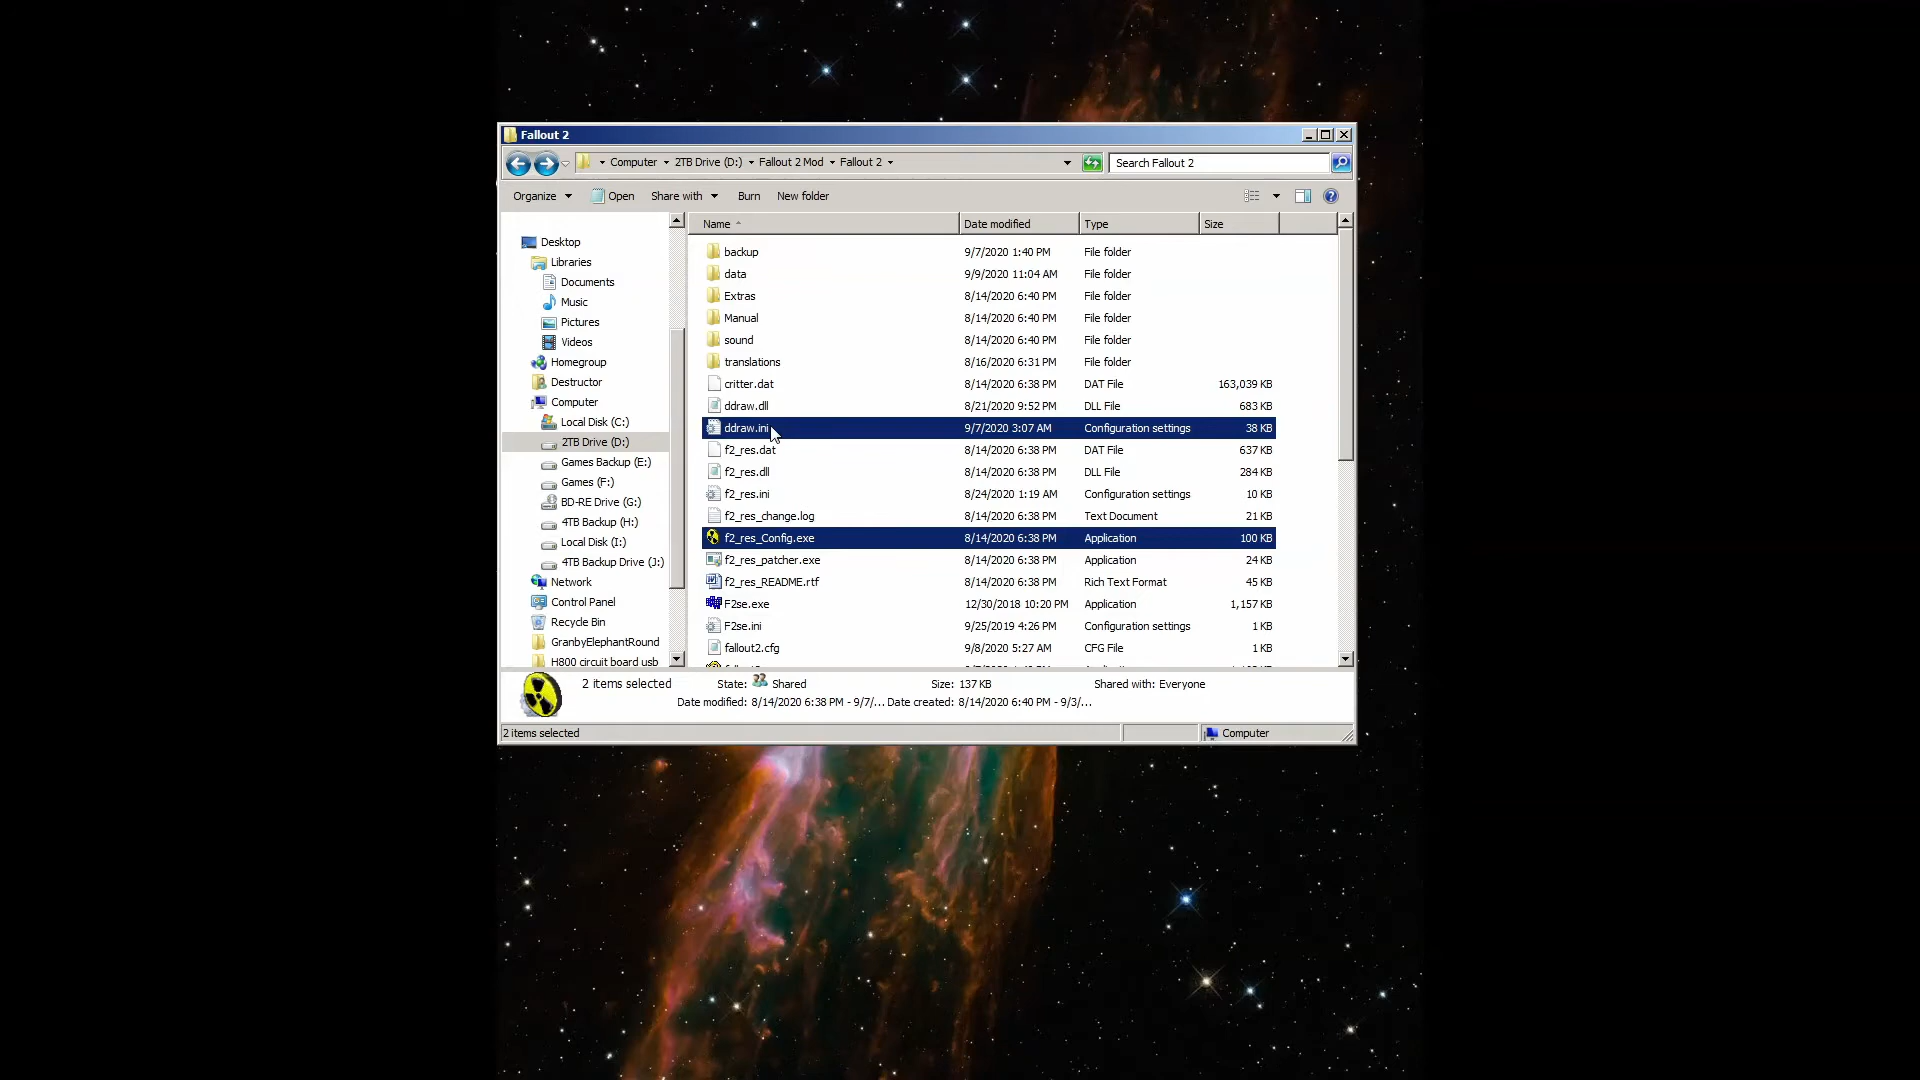 Fallout 2
Computer 2TB Drive (D:) Fallout 2 Mod Fallout 2 Search Fallout 2
Organize Open Share with Burn New folder
Name Date modified Type Size
Desktop
Libraries
Documents
Music
Pictures
Videos
Homegroup
Destructor
Computer
Local Disk (C:)
2TB Drive (D:)
Games Backup (E:)
Games (F:)
BD-RE Drive (G:)
4TB Backup (H:)
Local Disk (I:)
4TB Backup Drive (J:)
Network
Control Panel
Recycle Bin
GranbyElephantRound
H800 circuit board usb
backup 9/7/2020 1:40 PM File folder
data 9/9/2020 11:04 AM File folder
Extras 8/14/2020 6:40 PM File folder
Manual 8/14/2020 6:40 PM File folder
sound 8/14/2020 6:40 PM File folder
translations 8/16/2020 6:31 PM File folder
critter.dat 8/14/2020 6:38 PM DAT File 163,039 KB
ddraw.dll 8/21/2020 9:52 PM DLL File 683 KB
ddraw.ini 9/7/2020 3:07 AM Configuration settings 38 KB
f2_res.dat 8/14/2020 6:38 PM DAT File 637 KB
f2_res.dll 8/14/2020 6:38 PM DLL File 284 KB
f2_res.ini 8/24/2020 1:19 AM Configuration settings 10 KB
f2_res_change.log 8/14/2020 6:38 PM Text Document 21 KB
f2_res_Config.exe 8/14/2020 6:38 PM Application 100 KB
f2_res_patcher.exe 8/14/2020 6:38 PM Application 24 KB
f2_res_README.rtf 8/14/2020 6:38 PM Rich Text Format 45 KB
F2se.exe 12/30/2018 10:20 PM Application 1,157 KB
F2se.ini 9/25/2019 4:26 PM Configuration settings 1 KB
fallout2.cfg 9/8/2020 5:27 AM CFG File 1 KB
2 items selected State: Shared Size: 137 KB Shared with: Everyone
Date modified: 8/14/2020 6:38 PM - 9/7/... Date created: 8/14/2020 6:40 PM - 9/3/...
2 items selected Computer